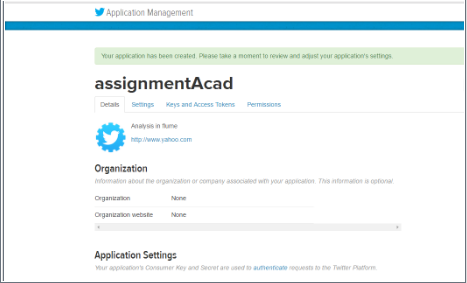 Application Management
Your application has been created. Please take a moment to review and adjust your application's settings.
assignmentAcad
Details Settings Keys and Access Tokens Permissions
Analysis in flume
http://www.yahoo.com
Organization
Information about the organization or company associated with your application. This information is optional.
Organization None
Organization website None
Application Settings
Your application's Consumer Key and Secret are used to authenticate requests to the Twitter Platform.